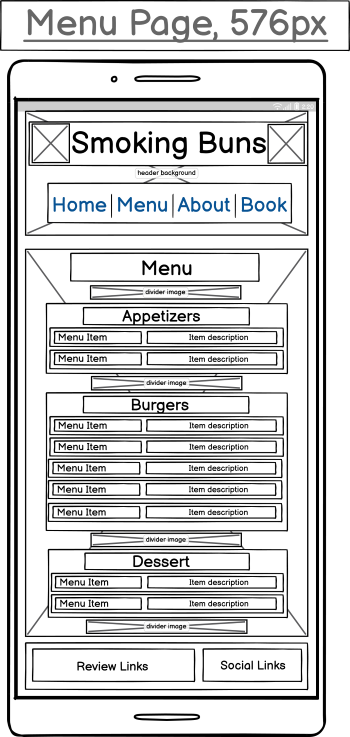 Menu Page, 576px
Smoking Buns
header background
Home Menu About Book
Menu
divider image
Appetizers
Menu Item Item description
Menu Item Item description
divider image
Burgers
Menu Item Item description
Menu Item Item description
Menu Item Item description
Menu Item Item description
Menu Item Item description
divider image
Dessert
Menu Item Item description
Menu Item Item description
divider image
Review Links Social Links